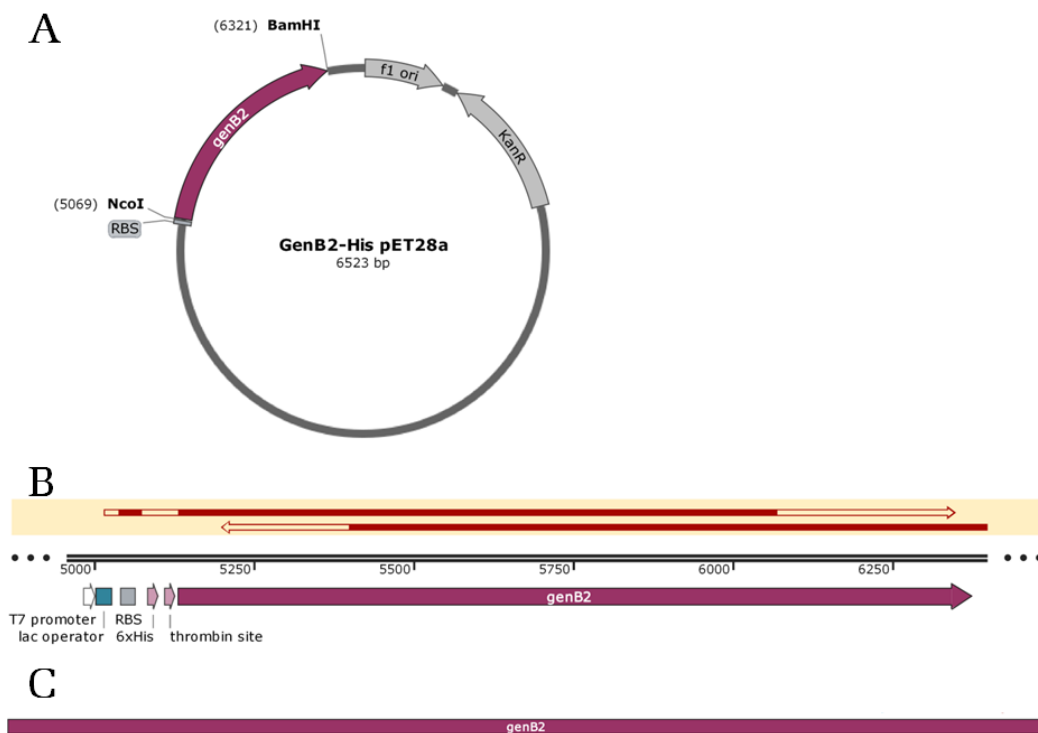 A
(6321) BamHI
f1 ori
KanR
genB2
(5069) NcoI
RBS
GenB2-His pET28a
6523 bp
B
5000 5250 5500 5750 6000 6250
genB2
T7 promoter RBS
lac operator 6xHis thrombin site
C
genB2